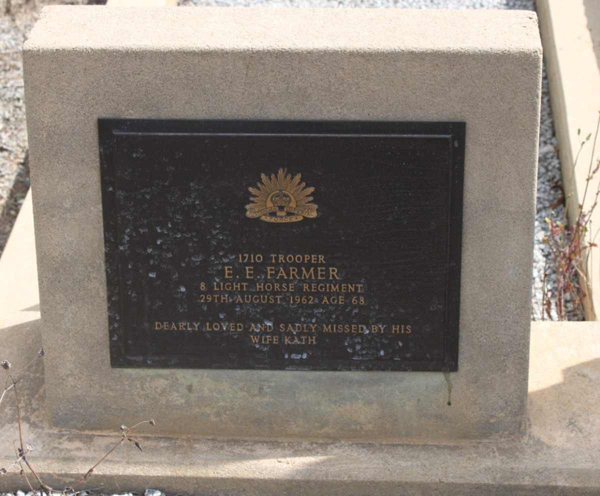 1710 TROOPER
E. E. FARMER
8 LIGHT HORSE REGIMENT
29TH AUGUST 1962 AGE 68
DEARLY LOVED AND SADLY MISSED BY HIS
WIFE KATH